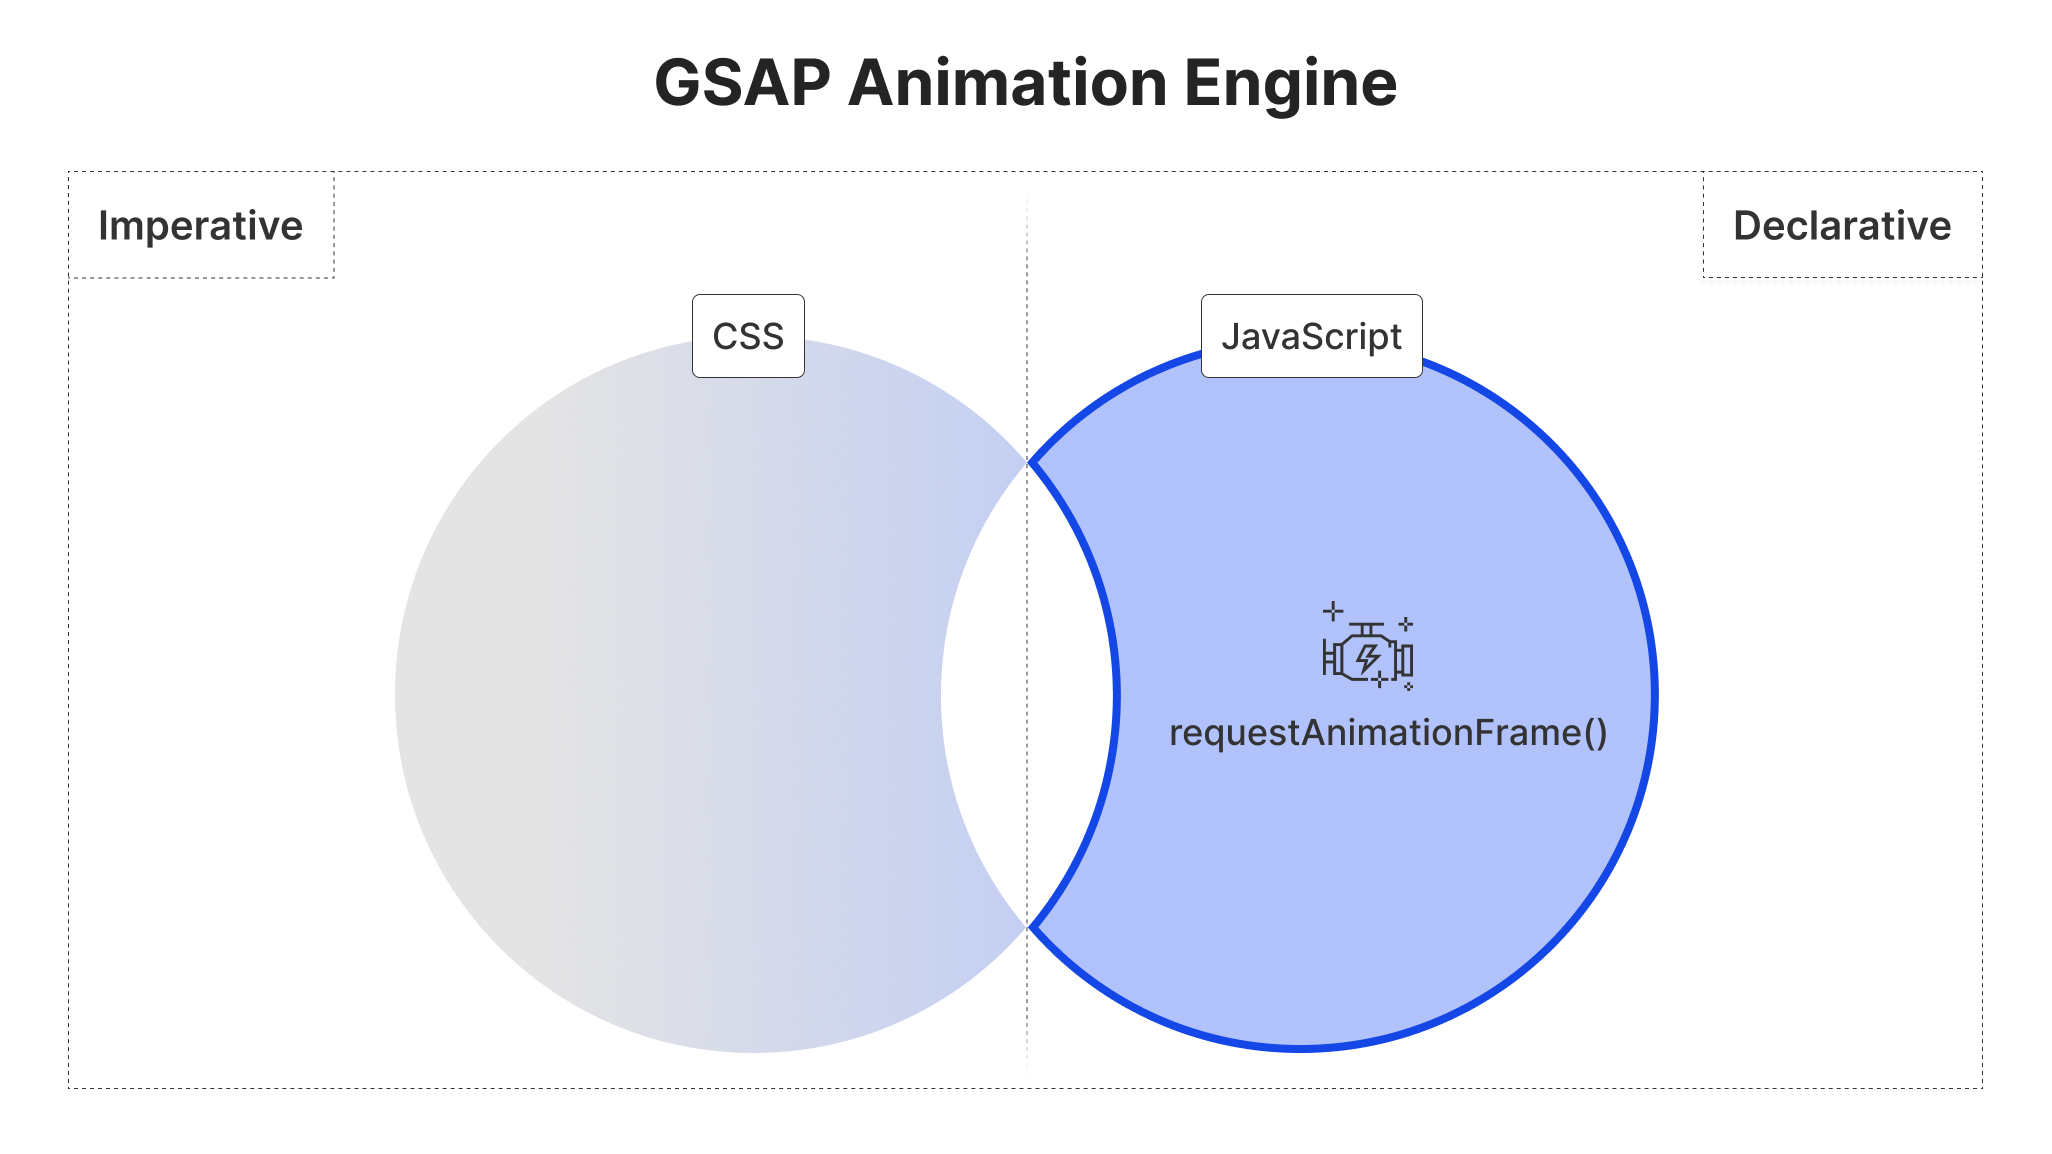 GSAP Animation Engine
Imperative
Declarative
CSS
JavaScript
requestAnimationFrame()